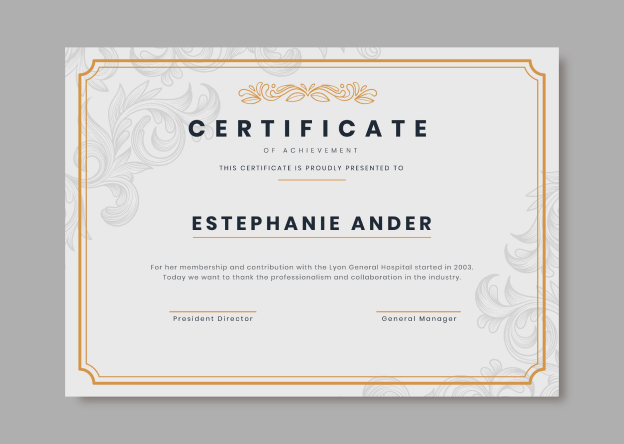 CERTIFICATE
OF ACHIEVEMENT
THIS CERTIFICATE IS PROUDLY PRESENTED TO
ESTEPHANIE ANDER
For her membership and contribution with the Lyon General Hospital started in 2003.
Today we want to thank the professionalism and collaboration in the industry.
President Director
General Manager